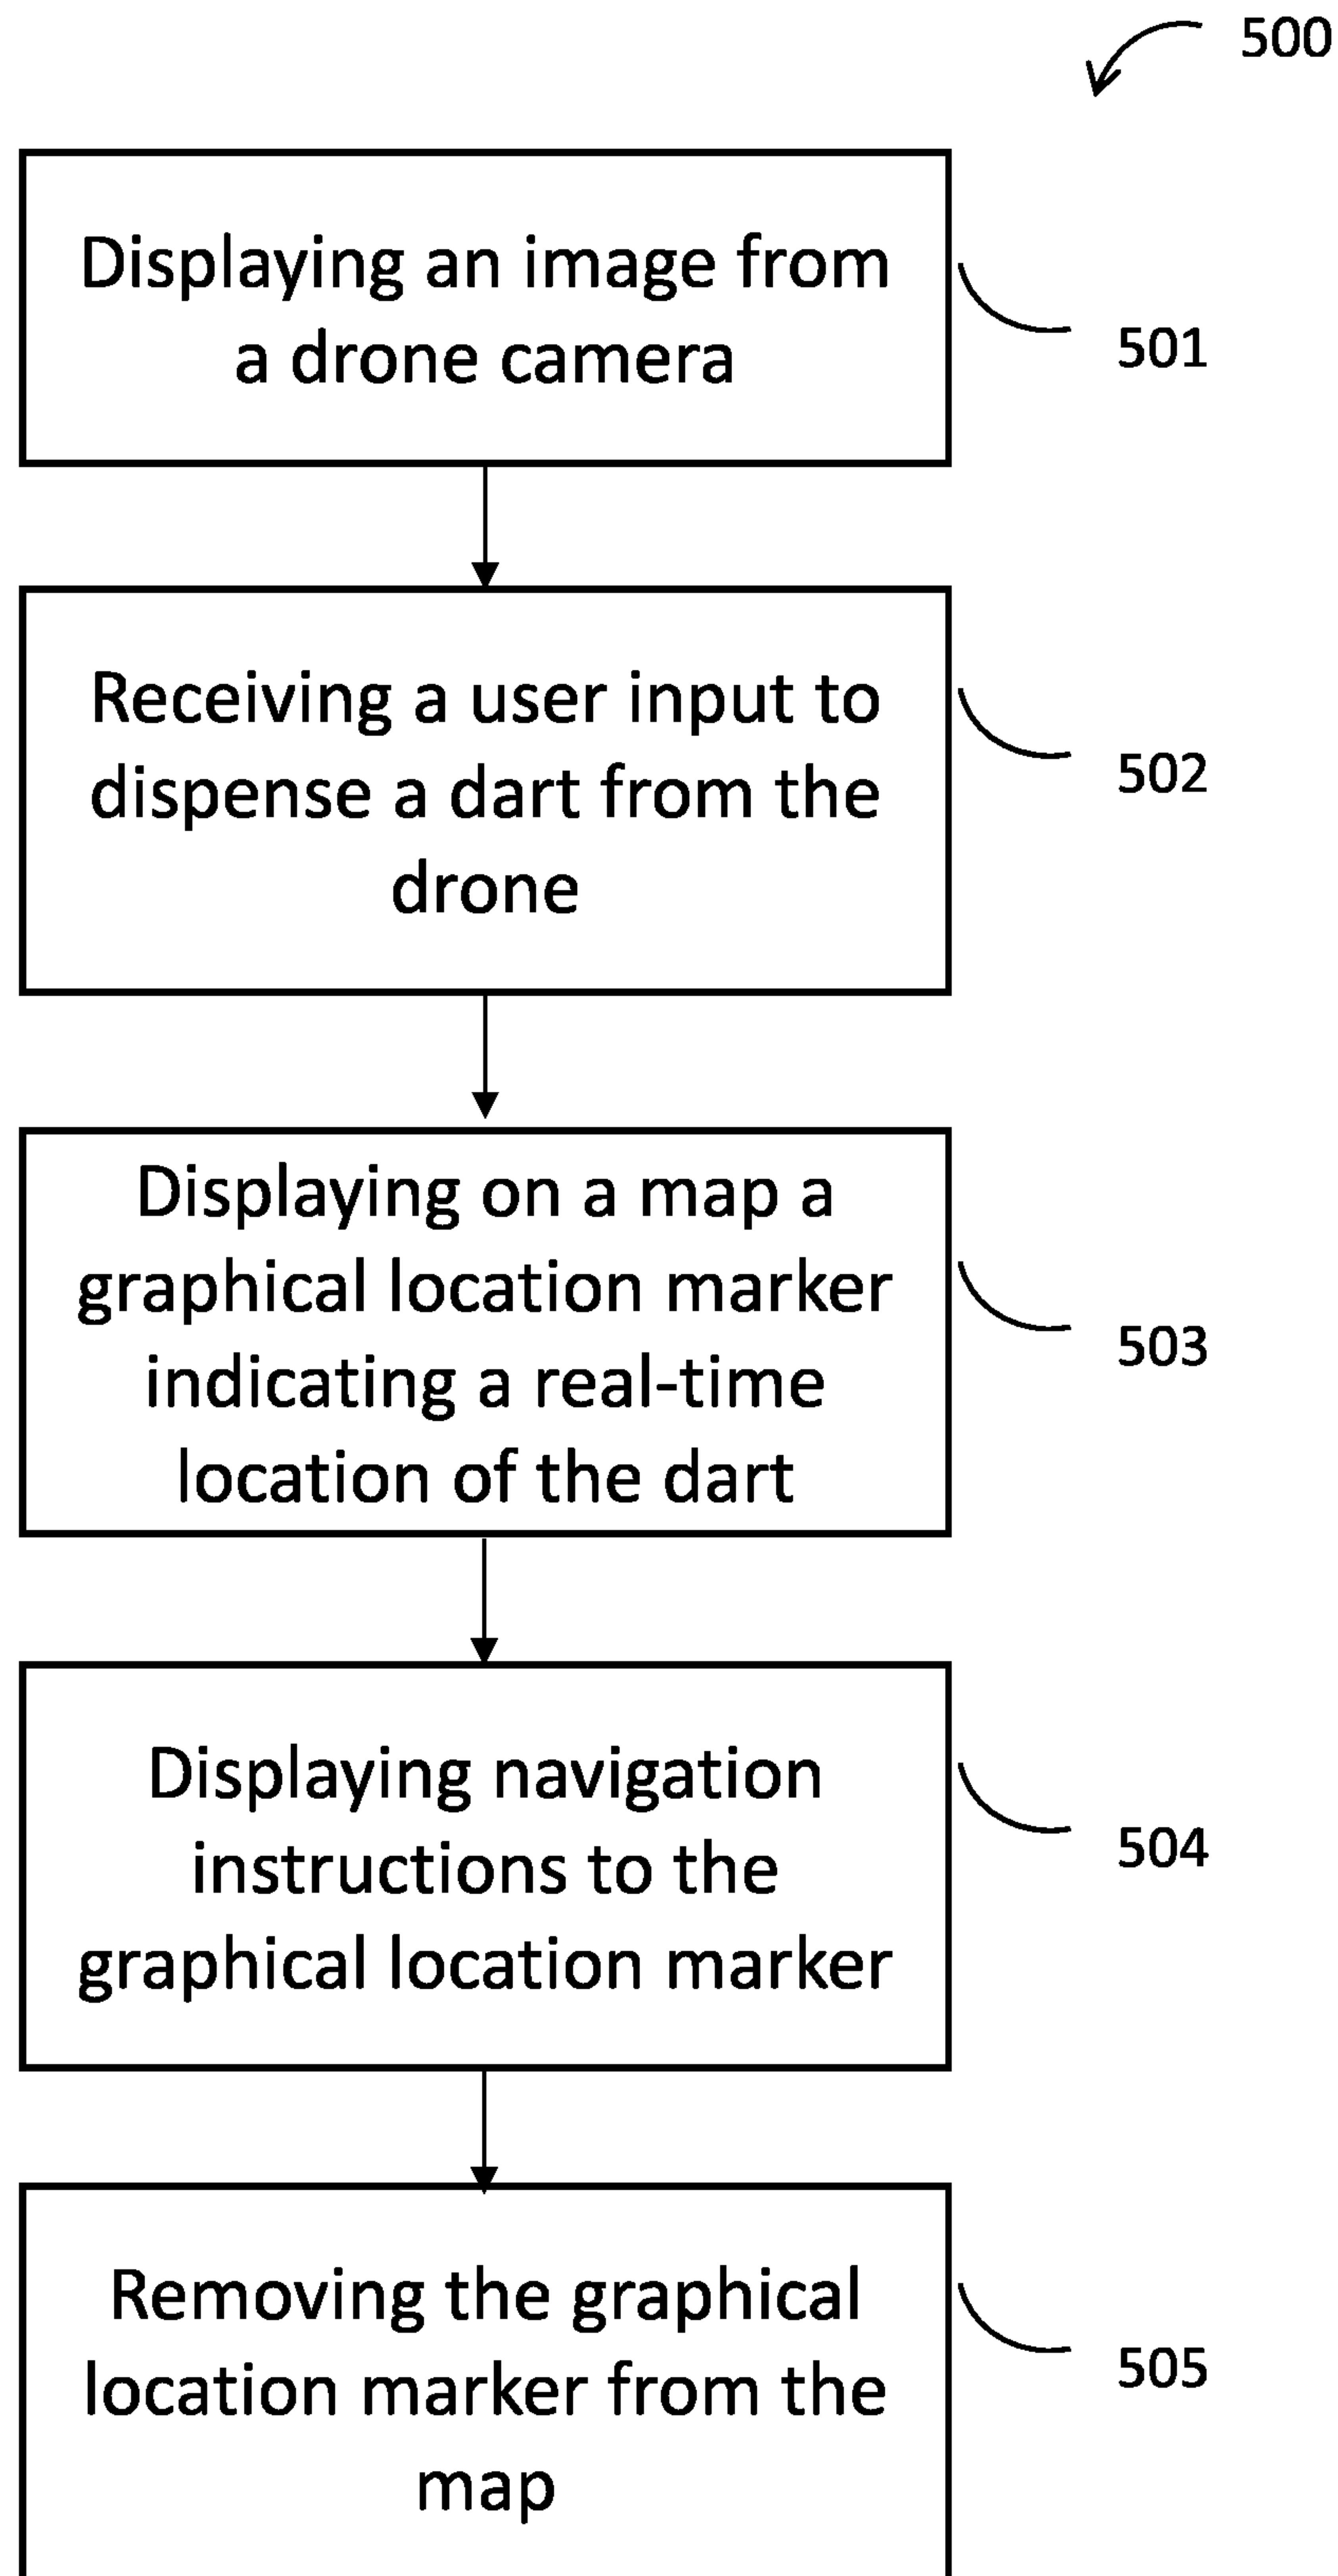 500
Displaying an image from
a drone camera
501
Receiving a user input to
dispense a dart from the
drone
502
Displaying on a map a
graphical location marker
indicating a real-time
location of the dart
503
Displaying navigation
instructions to the
graphical location marker
504
Removing the graphical
location marker from the
map
505